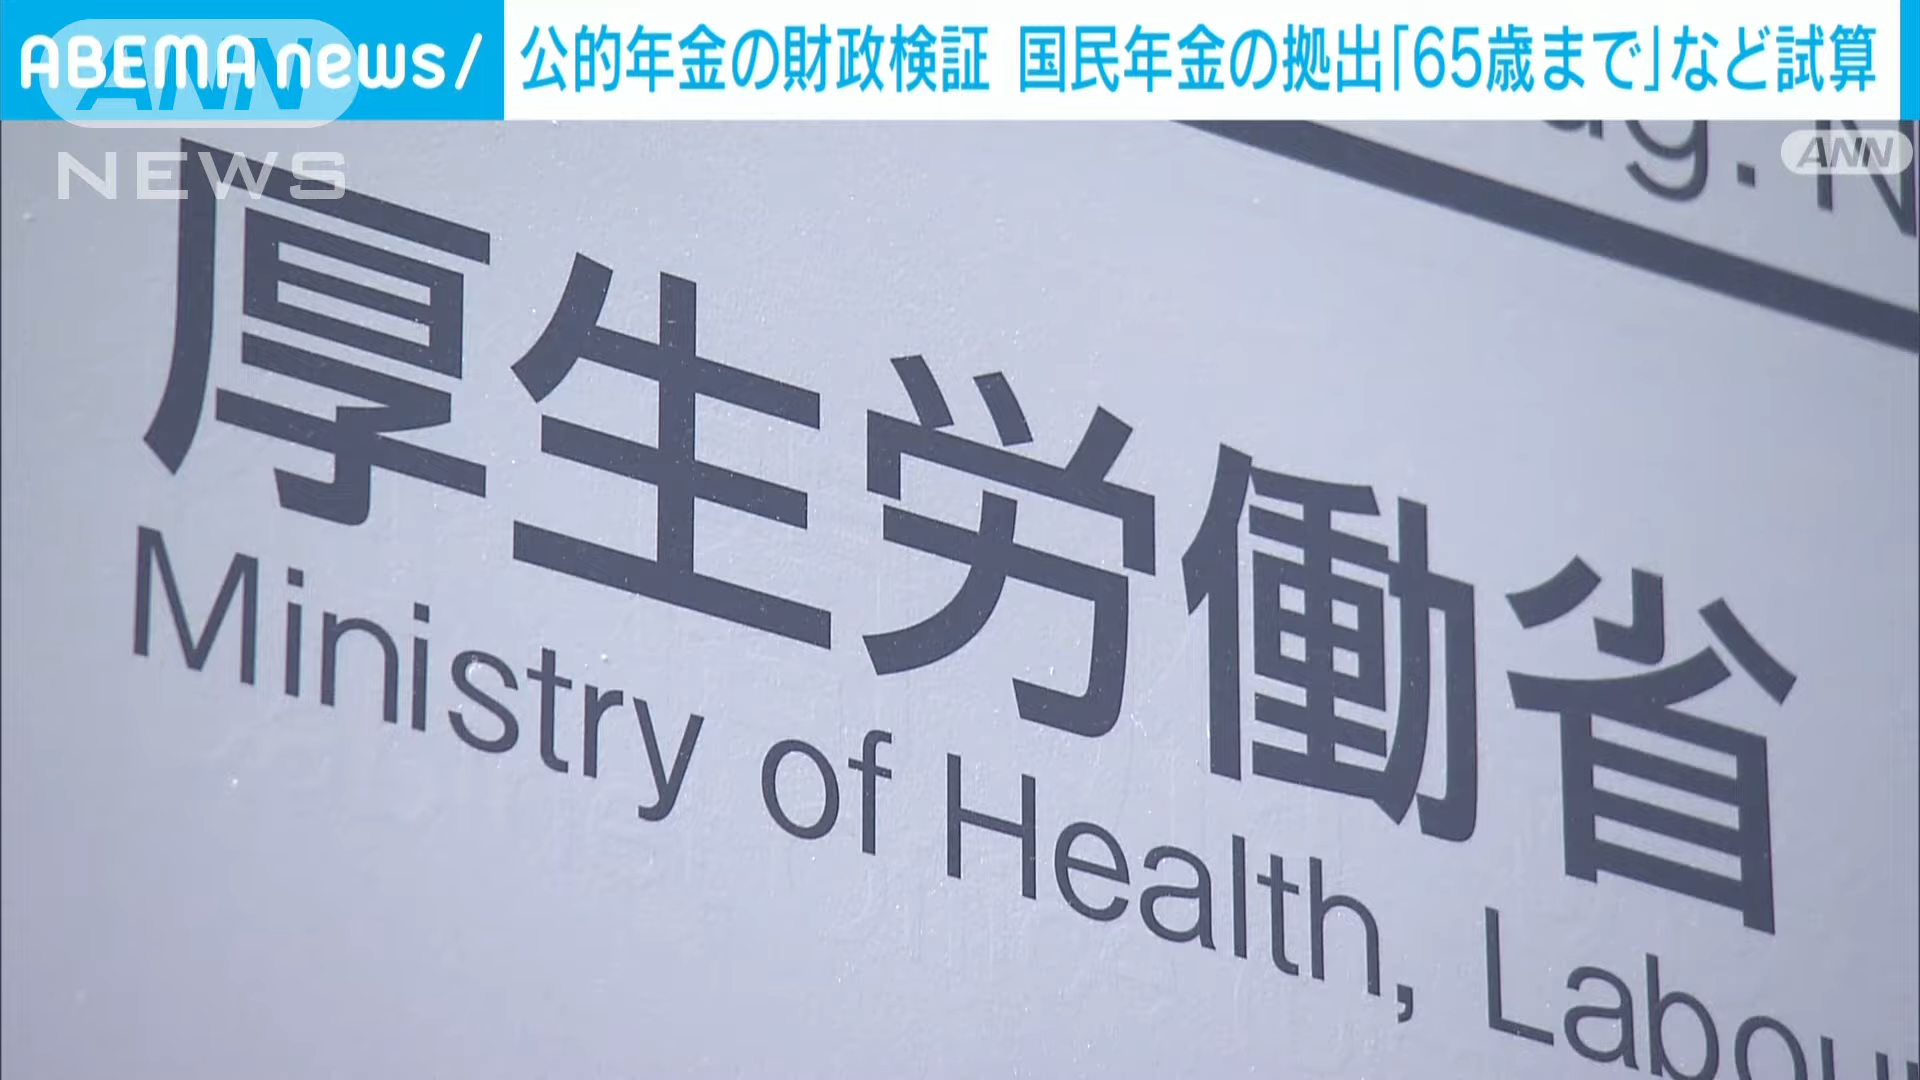 ABEMA news/
公的年金の財政検証 国民年金の拠出「65歳まで」など試算
ANN
NEWS
ANN
厚生労働省
Ministry of Health, Labou